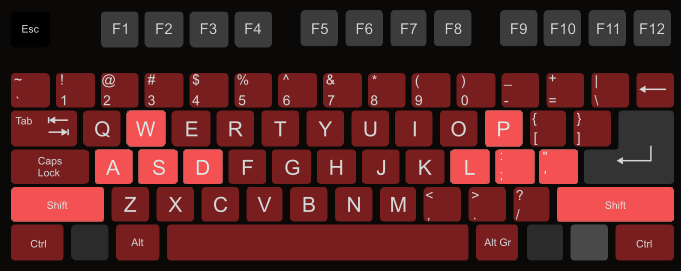 Esc F1 F2 F3 F4 F5 F6 F7 F8 F9 F10 F11 F12
~ ! @ # $ % ^ & * ( ) _ + |
` 1 2 3 4 5 6 7 8 9 0 - = \
Tab Q W E R T Y U I O P { [ } ]
Caps Lock A S D F G H J K L : ; " '
Shift Z X C V B N M < , > . ? / Shift
Ctrl Alt Alt Gr Ctrl